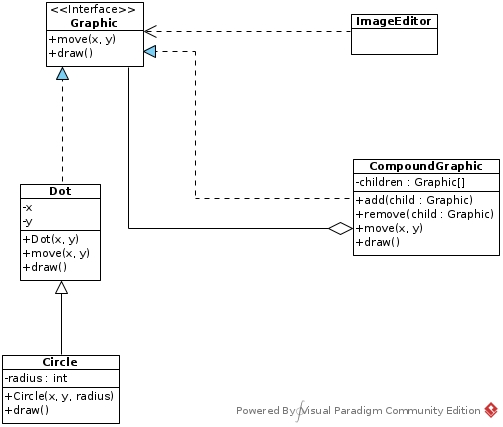 <<Interface>>
Graphic
+move(x, y)
+draw()
ImageEditor
CompoundGraphic
-children : Graphic[]
+add(child : Graphic)
+remove(child : Graphic)
+move(x, y)
+draw()
Dot
-x
-y
+Dot(x, y)
+move(x, y)
+draw()
Circle
-radius : int
+Circle(x, y, radius)
+draw()
Powered By Visual Paradigm Community Edition